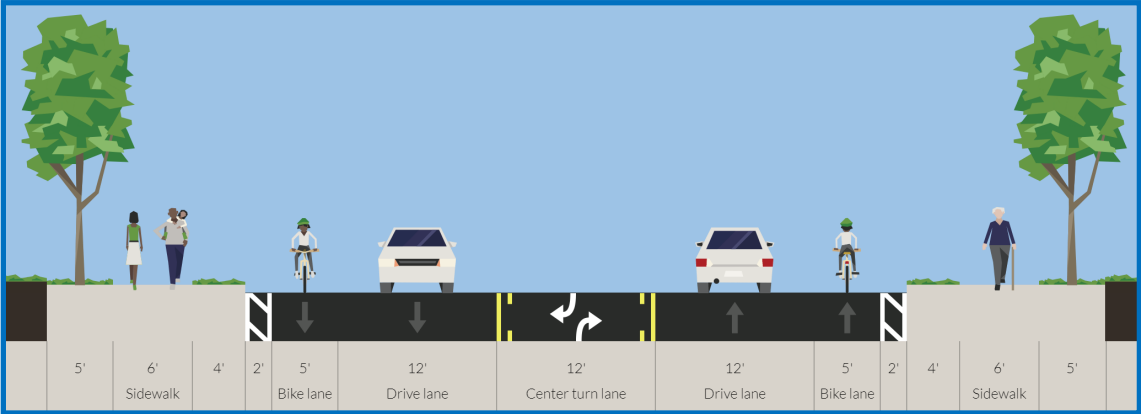 5' 6' 4' 2' 5' 12' 12' 12' 5' 2' 4' 6' 5'
Sidewalk Bike lane Drive lane Center turn lane Drive lane Bike lane Sidewalk